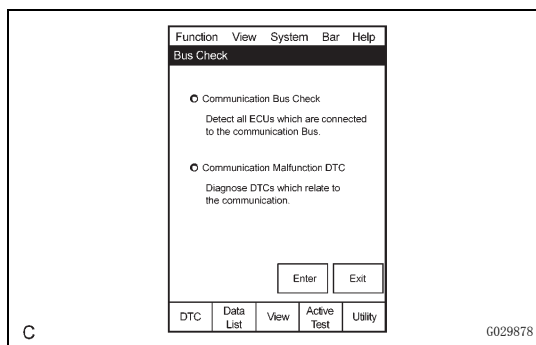 Function View System Bar Help
Bus Check
Communication Bus Check
Detect all ECUs which are connected
to the communication Bus.
Communication Malfunction DTC
Diagnose DTCs which relate to
the communication.
Enter Exit
DTC Data List View Active Test Utility
C G029878